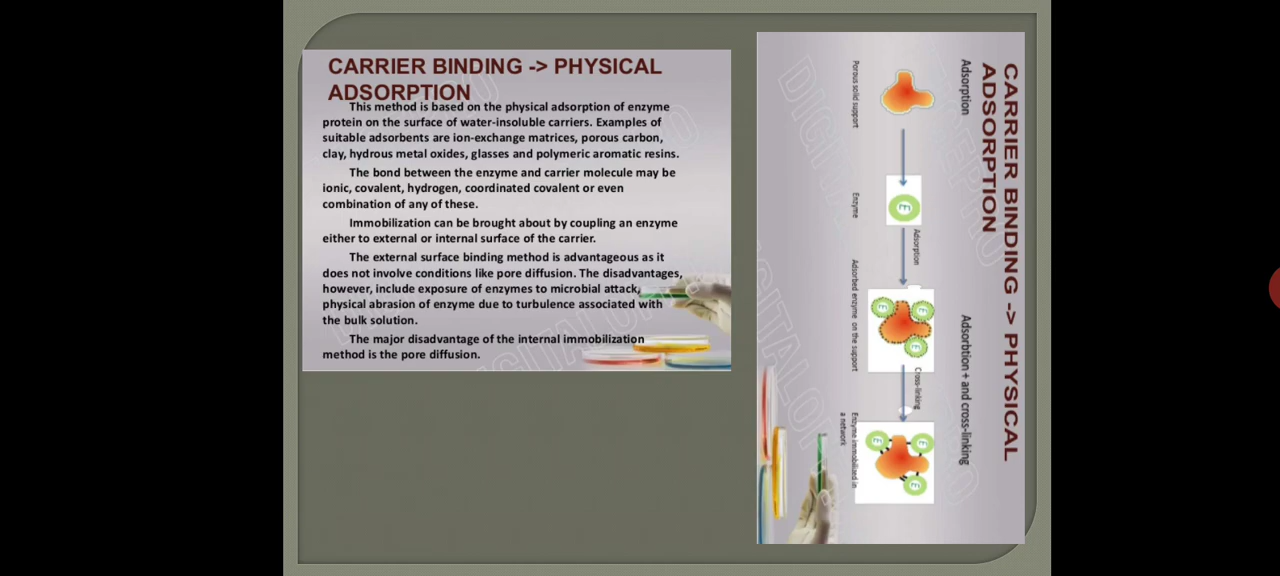 CARRIER BINDING -> PHYSICAL
ADSORPTION
This method is based on the physical adsorption of enzyme
protein on the surface of water-insoluble carriers. Examples of
suitable adsorbents are ion-exchange matrices, porous carbon,
clay, hydrous metal oxides, glasses and polymeric aromatic resins.
The bond between the enzyme and carrier molecule may be
ionic, covalent, hydrogen, coordinated covalent or even
combination of any of these.
Immobilization can be brought about by coupling an enzyme
either to external or internal surface of the carrier.
The external surface binding method is advantageous as it
does not involve conditions like pore diffusion. The disadvantages,
however, include exposure of enzymes to microbial attack,
physical abrasion of enzyme due to turbulence associated with
the bulk solution.
The major disadvantage of the internal immobilization
method is the pore diffusion.
CARRIER BINDING -> PHYSICAL
ADSORPTION
Adsorption
Adsorbtion + and cross-linking
Adsorption
Cross-linking
E
E
E
E
E
E
E
Porous solid support
Enzyme
Adsorbed enzyme on the support
Enzyme immobilized in
a network